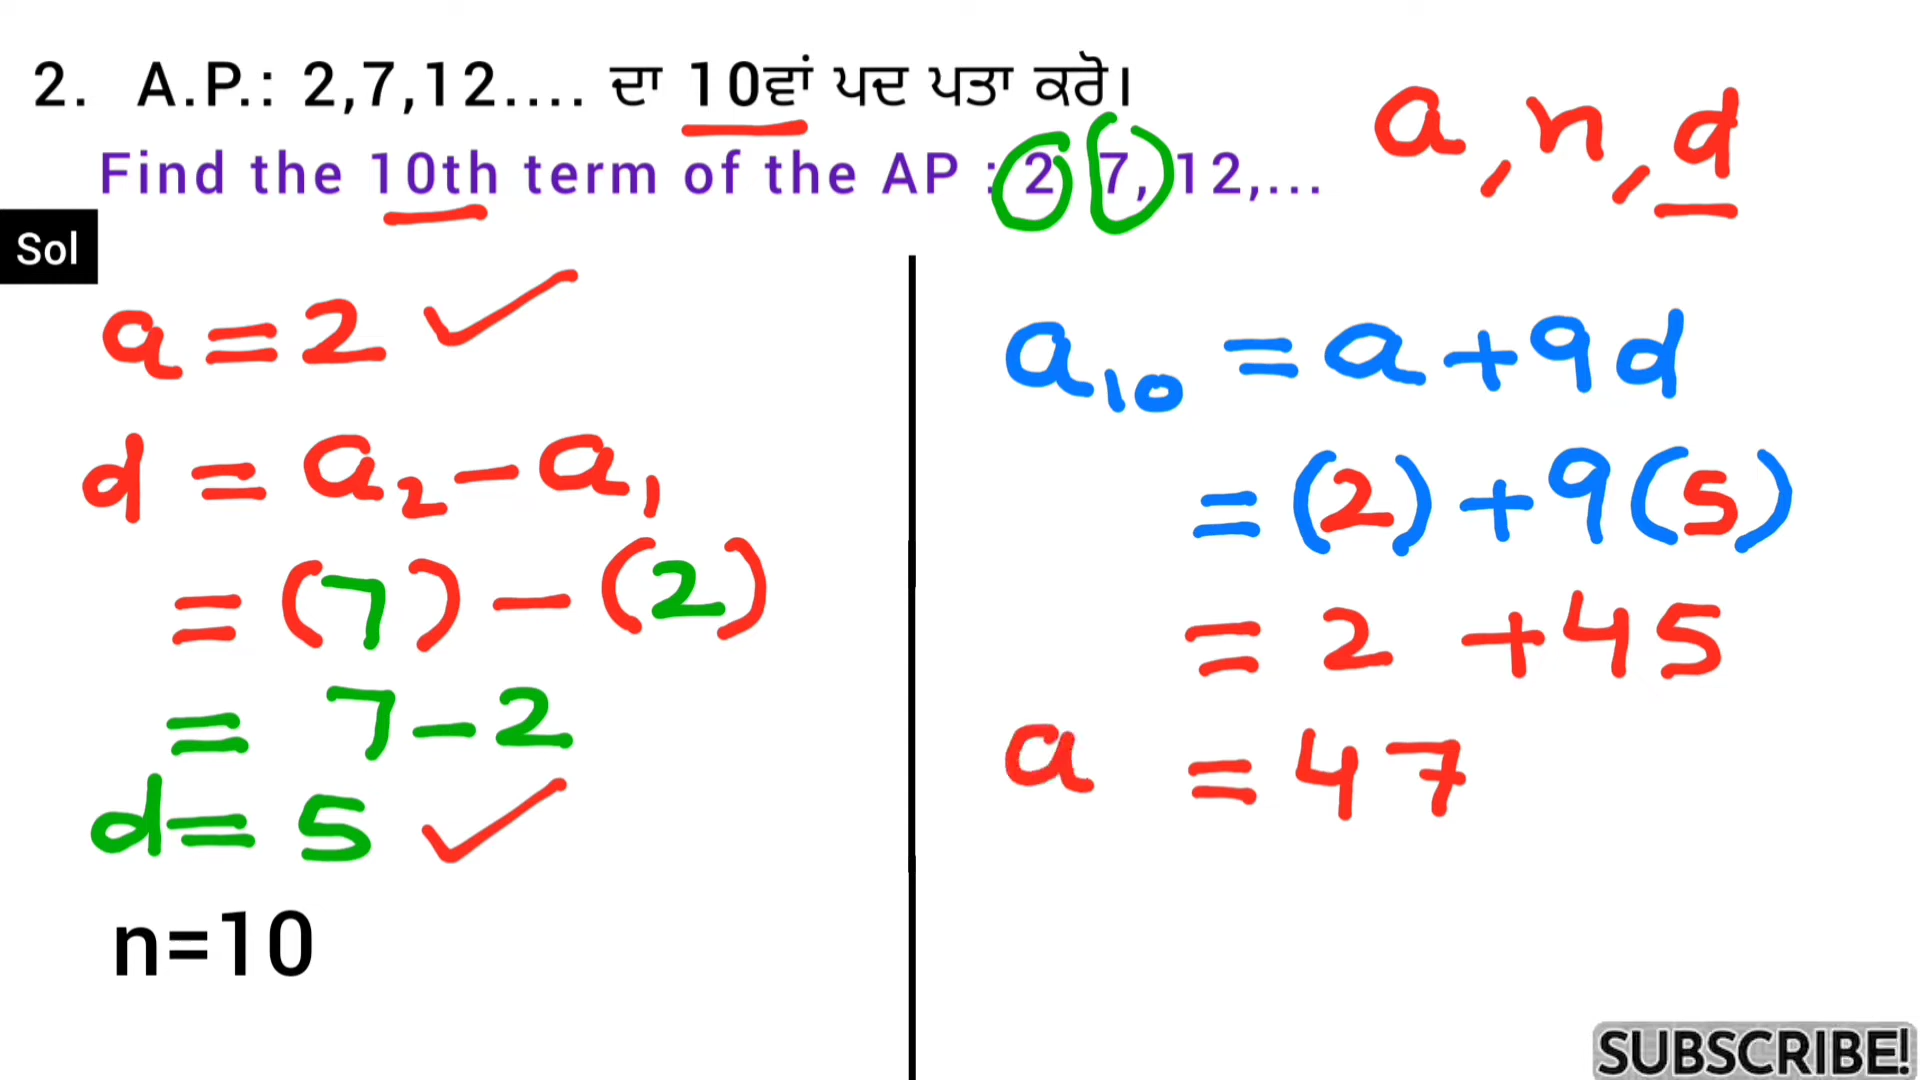 2. A.P.: 2,7,12.... ਦਾ 10ਵਾਂ ਪਦ ਪਤਾ ਕਰੋ।
Find the 10th term of the AP : 2, 7, 12,...
a, n, d
Sol
a = 2 ✓
d = a₂ - a₁
= (7) - (2)
= 7 - 2
d = 5 ✓
n=10
a₁₀ = a + 9d
= (2) + 9(5)
= 2 + 45
a = 47
SUBSCRIBE!